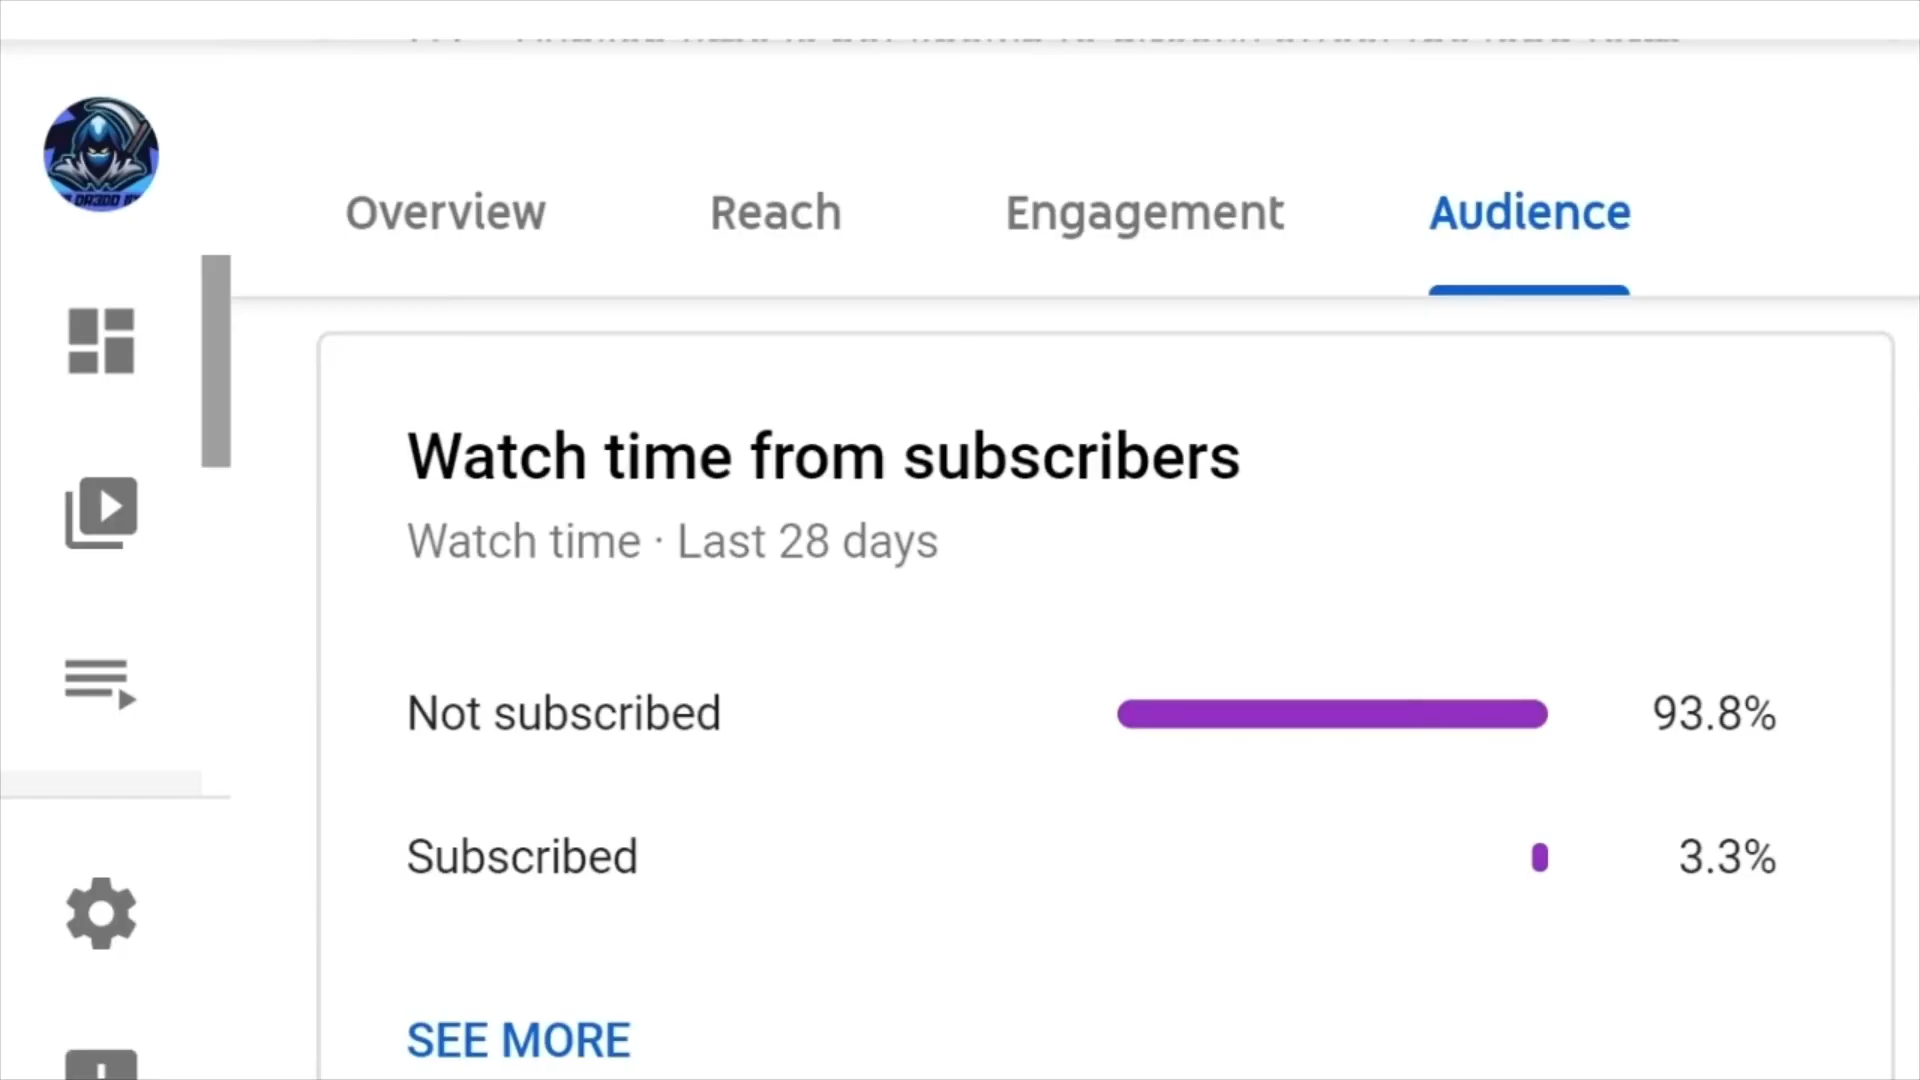 Overview Reach Engagement Audience
Watch time from subscribers
Watch time · Last 28 days
Not subscribed 93.8%
Subscribed 3.3%
SEE MORE